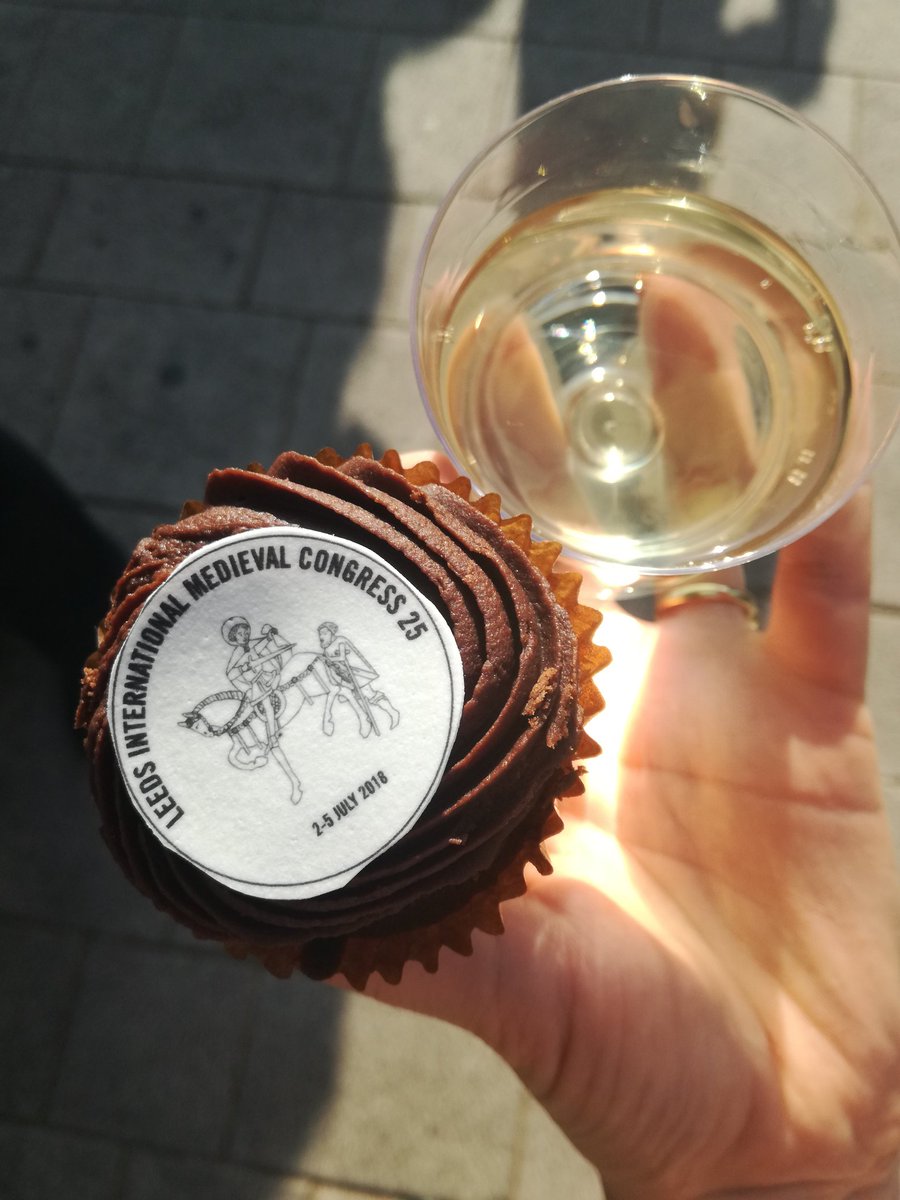 LEEDS INTERNATIONAL MEDIEVAL CONGRESS 25
2-5 JULY 2018